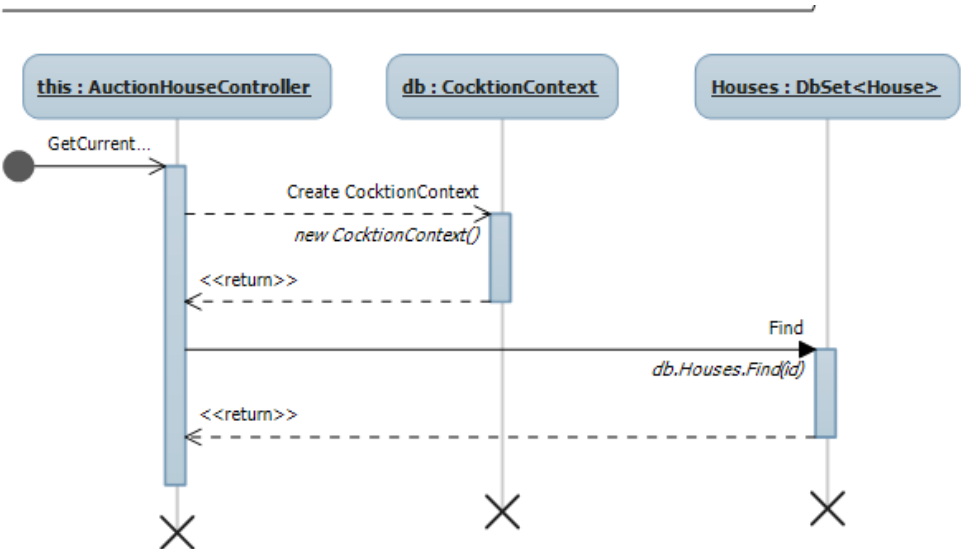 this : AuctionHouseController
db : CocktionContext
Houses : DbSet<House>
GetCurrent...
Create CocktionContext
new CocktionContext()
<<return>>
Find
db.Houses.Find(id)
<<return>>